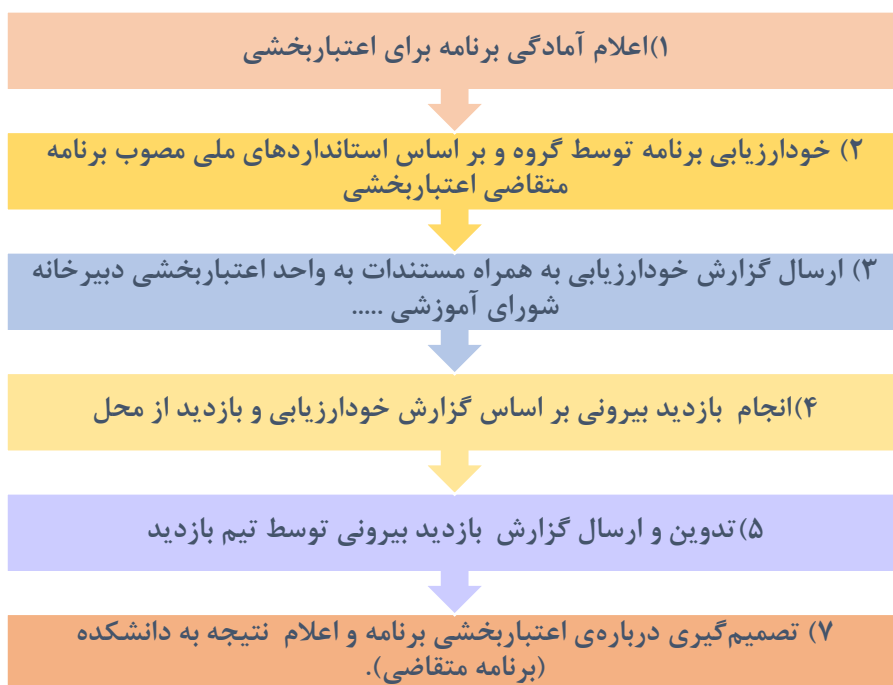 ۱)اعلام آمادگی برنامه برای اعتباربخشی
۲) خودارزیابی برنامه توسط گروه و بر اساس استانداردهای ملی مصوب برنامه
متقاضی اعتباربخشی
۳) ارسال گزارش خودارزیابی به همراه مستندات به واحد اعتباربخشی دبیرخانه
شورای آموزشی .....
۴)انجام بازدید بیرونی بر اساس گزارش خودارزیابی و بازدید از محل
۵)تدوین و ارسال گزارش بازدید بیرونی توسط تیم بازدید
۷) تصمیم‌گیری درباره‌ی اعتباربخشی برنامه و اعلام نتیجه به دانشکده
(برنامه متقاضی).